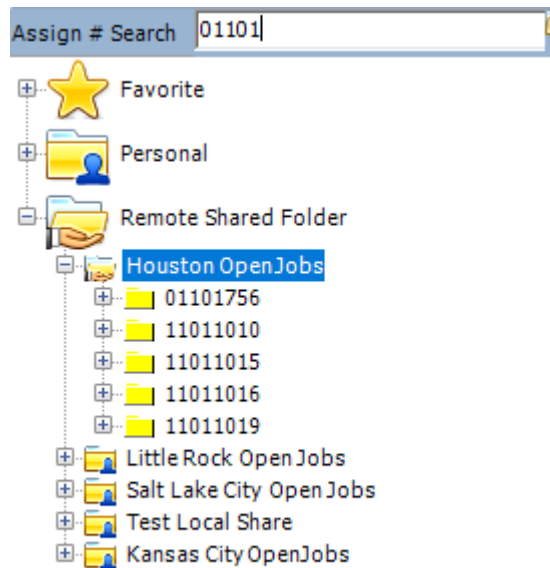 Assign # Search 01101
Favorite
Personal
Remote Shared Folder
Houston OpenJobs
01101756
11011010
11011015
11011016
11011019
Little Rock Open Jobs
Salt Lake City Open Jobs
Test Local Share
Kansas City OpenJobs